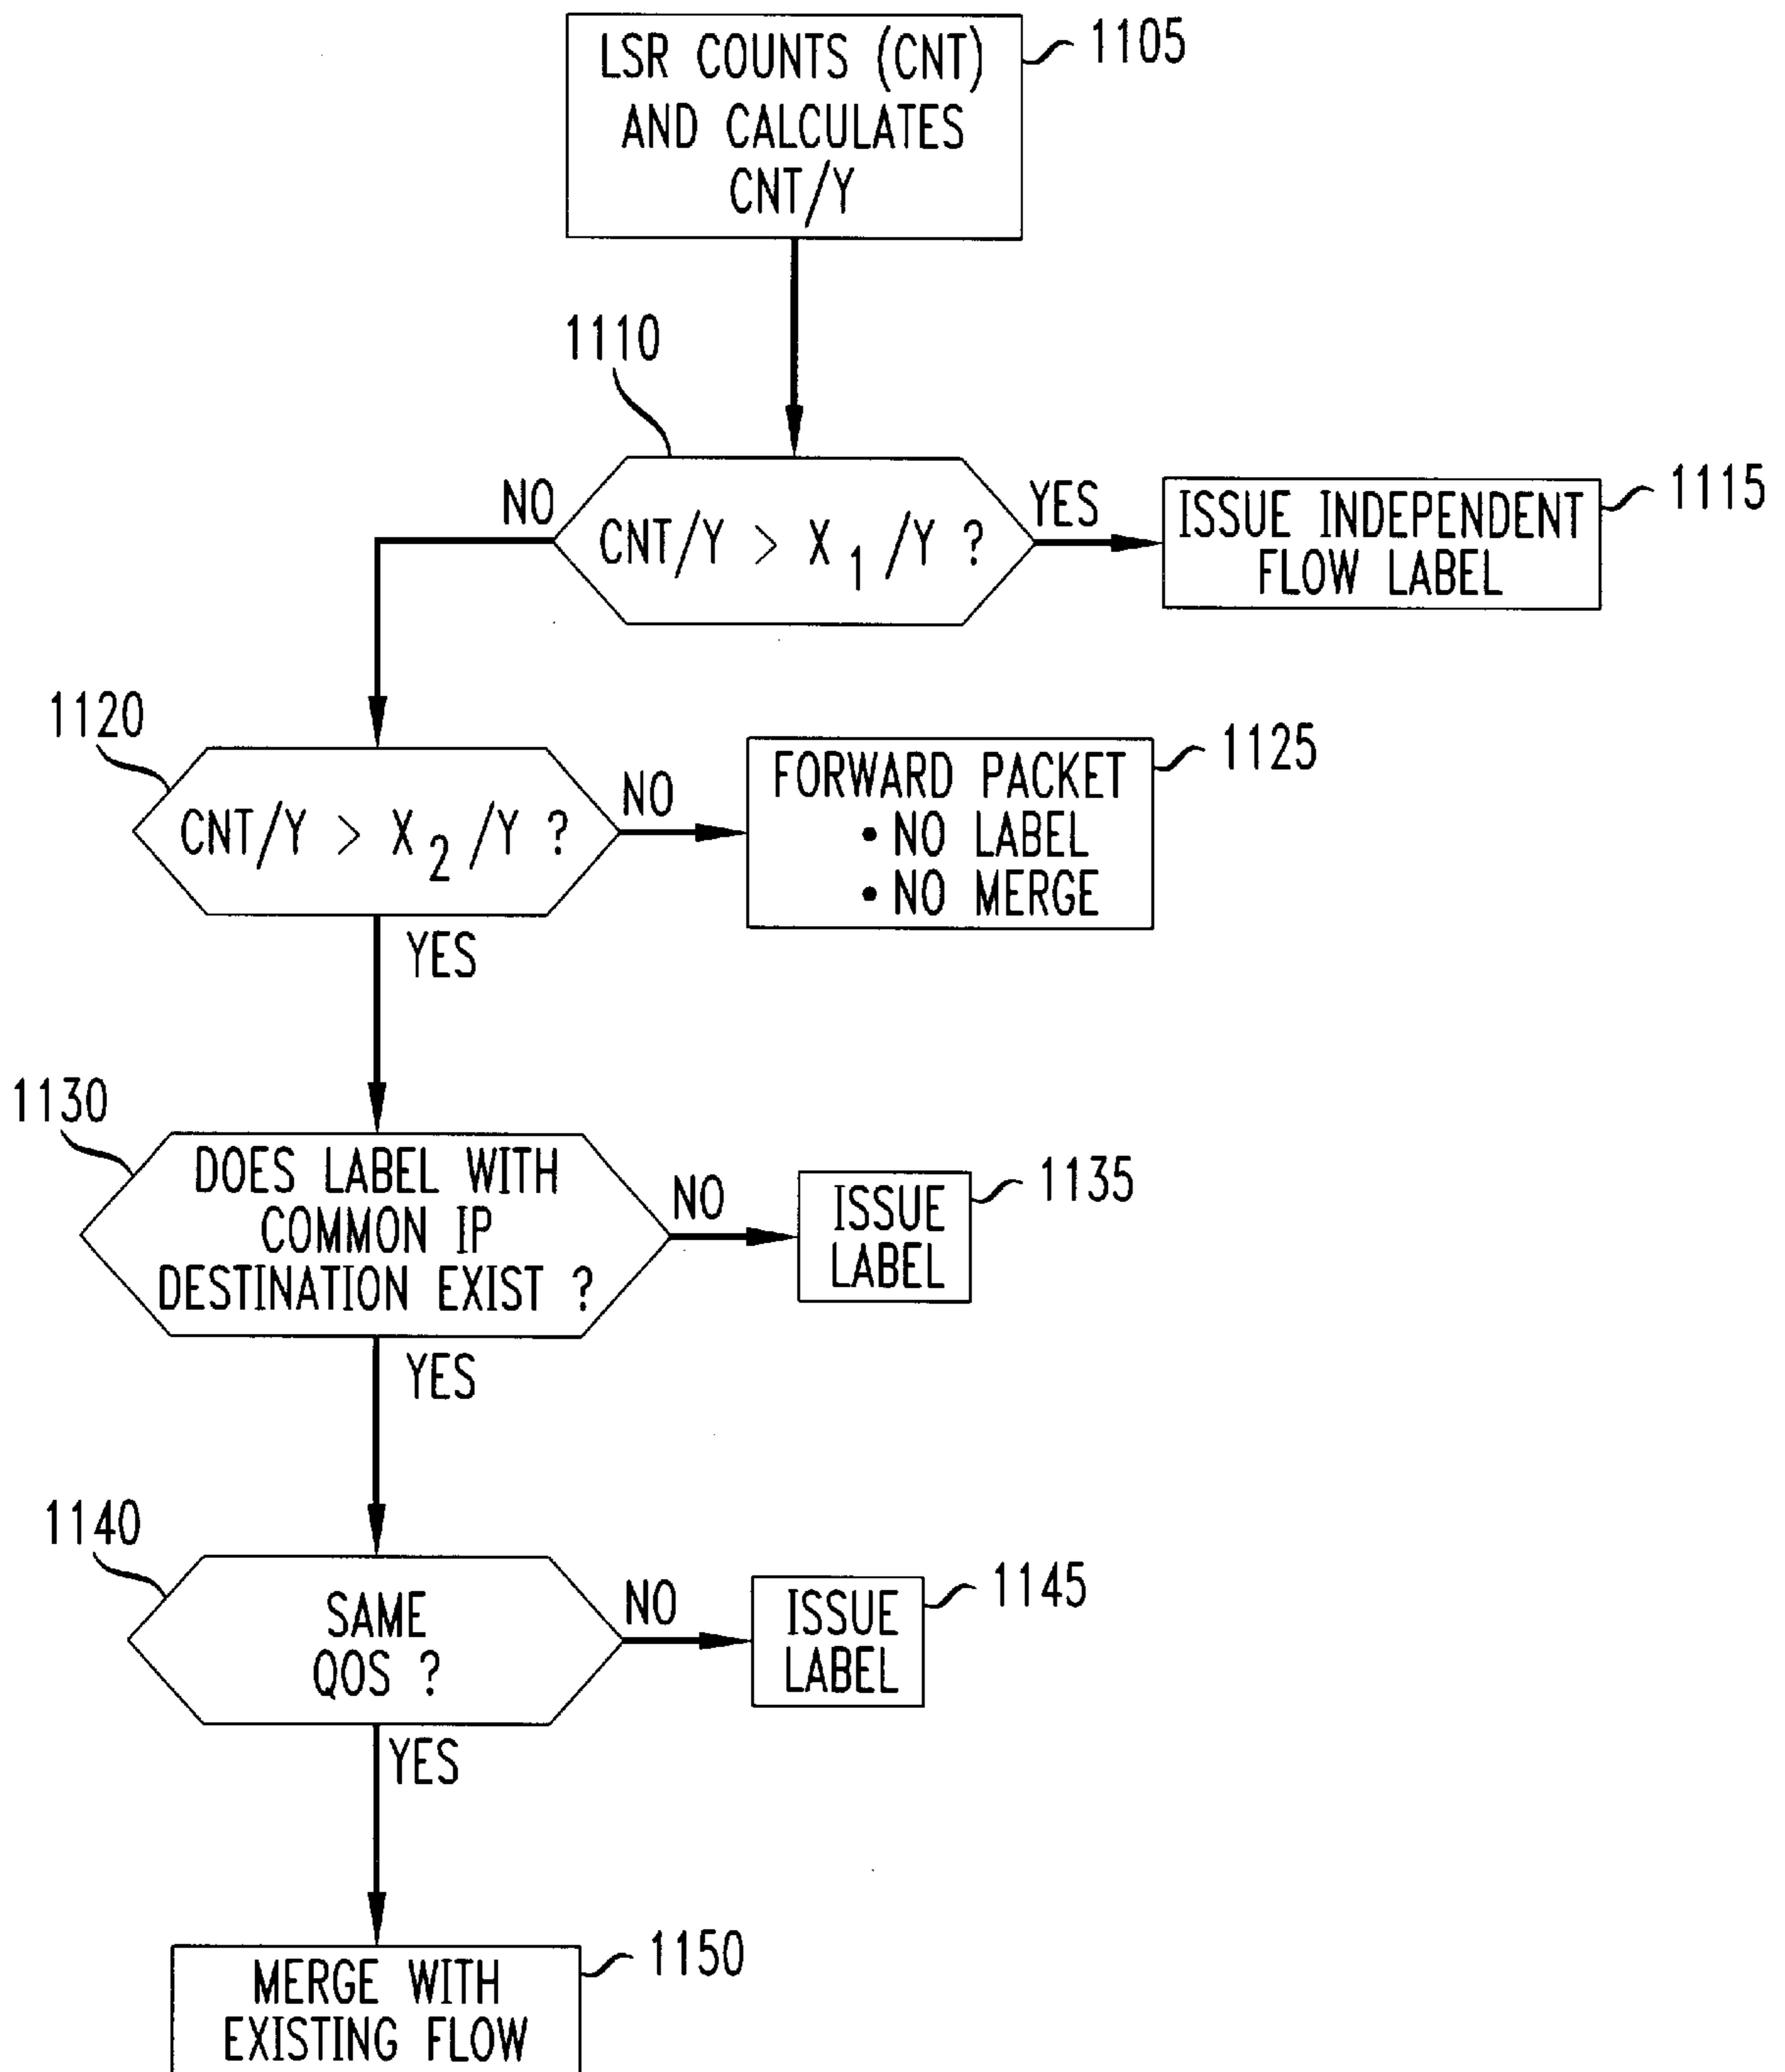 LSR COUNTS (CNT)
AND CALCULATES
CNT/Y
1105
1110
NO
CNT/Y > X1/Y ?
YES
ISSUE INDEPENDENT
FLOW LABEL
1115
1120
CNT/Y > X2/Y ?
NO
FORWARD PACKET
• NO LABEL
• NO MERGE
1125
YES
1130
DOES LABEL WITH
COMMON IP
DESTINATION EXIST ?
NO
ISSUE
LABEL
1135
YES
1140
SAME
QOS ?
NO
ISSUE
LABEL
1145
YES
MERGE WITH
EXISTING FLOW
1150